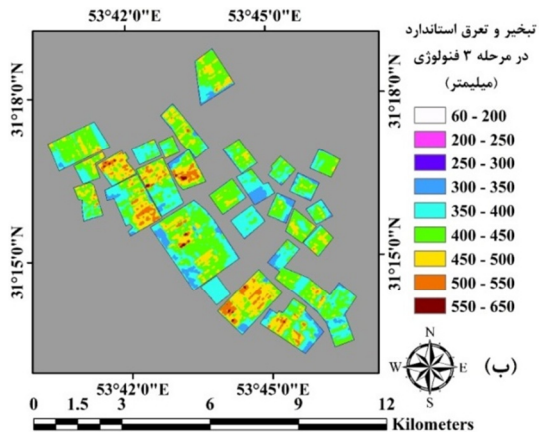 53°42'0"E 53°45'0"E
31°18'0"N
31°15'0"N
31°18'0"N
31°15'0"N
53°42'0"E 53°45'0"E
تبخیر و تعرق استاندارد
در مرحله ۳ فنولوژی
(میلیمتر)
60 - 200
200 - 250
250 - 300
300 - 350
350 - 400
400 - 450
450 - 500
500 - 550
550 - 650
N
W E
S
(ب)
0 1.5 3 6 9 12
Kilometers